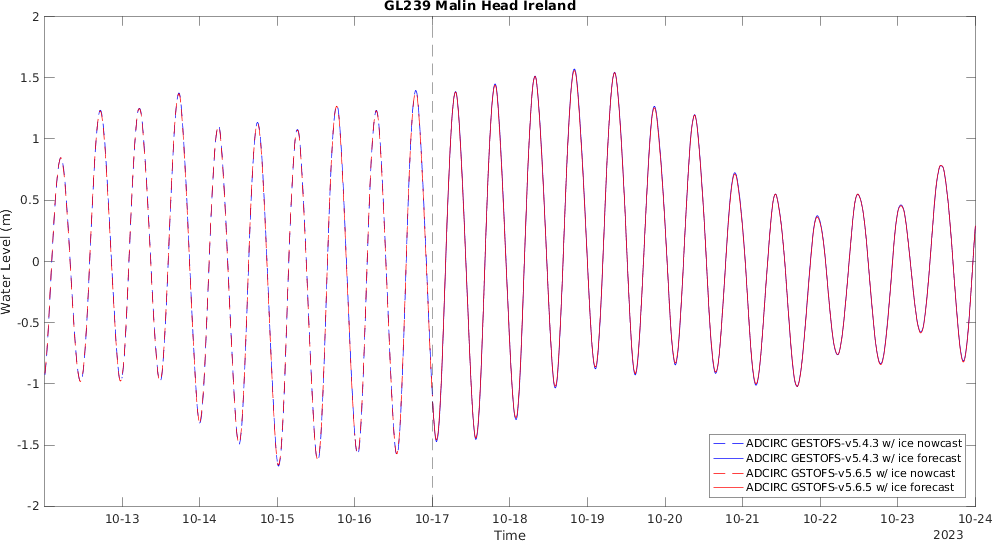 GL239 Malin Head Ireland
2
1.5
1
0.5
0
-0.5
-1
-1.5
-2
Water Level (m)
10-13 10-14 10-15 10-16 10-17 10-18 10-19 10-20 10-21 10-22 10-23 10-24
Time
2023
ADCIRC GESTOFS-v5.4.3 w/ ice nowcast
ADCIRC GESTOFS-v5.4.3 w/ ice forecast
ADCIRC GSTOFS-v5.6.5 w/ ice nowcast
ADCIRC GSTOFS-v5.6.5 w/ ice forecast